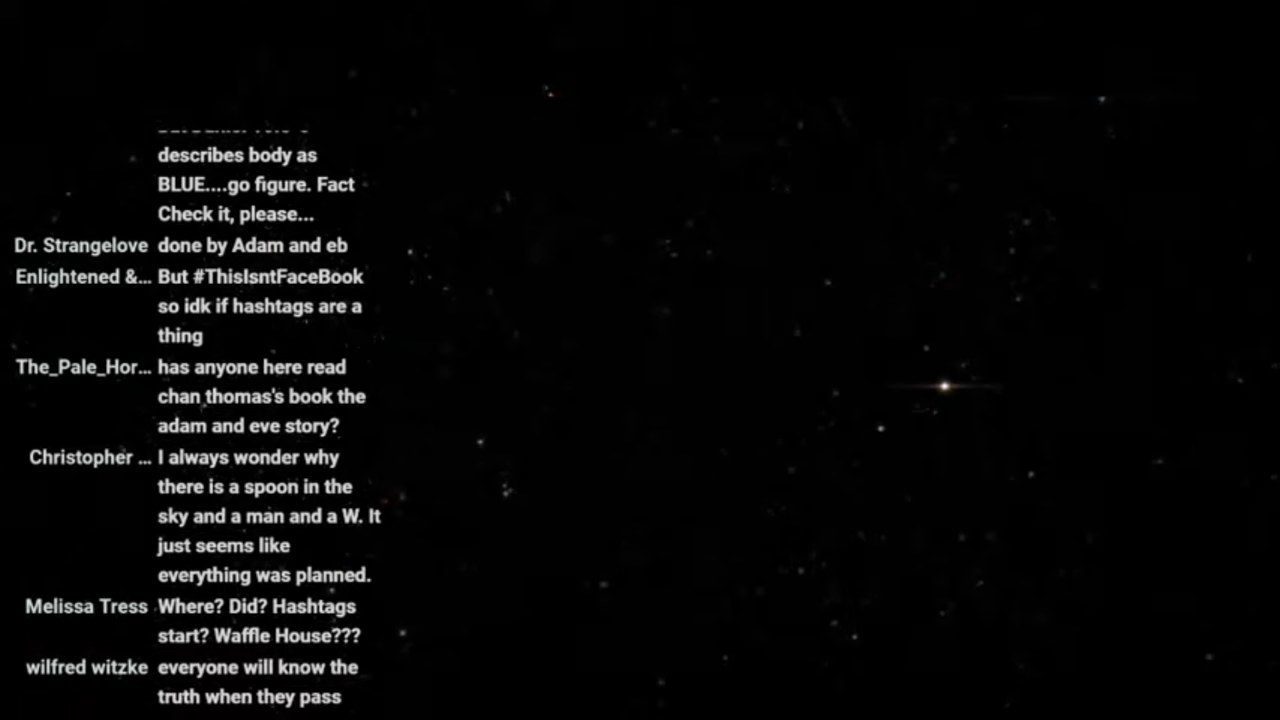 describes body as
BLUE....go figure. Fact
Check it, please...
Dr. Strangelove done by Adam and eb
Enlightened &... But #ThisIsntFaceBook
so idk if hashtags are a
thing
The_Pale_Hor... has anyone here read
chan thomas's book the
adam and eve story?
Christopher ... I always wonder why
there is a spoon in the
sky and a man and a W. It
just seems like
everything was planned.
Melissa Tress Where? Did? Hashtags
start? Waffle House???
wilfred witzke everyone will know the
truth when they pass